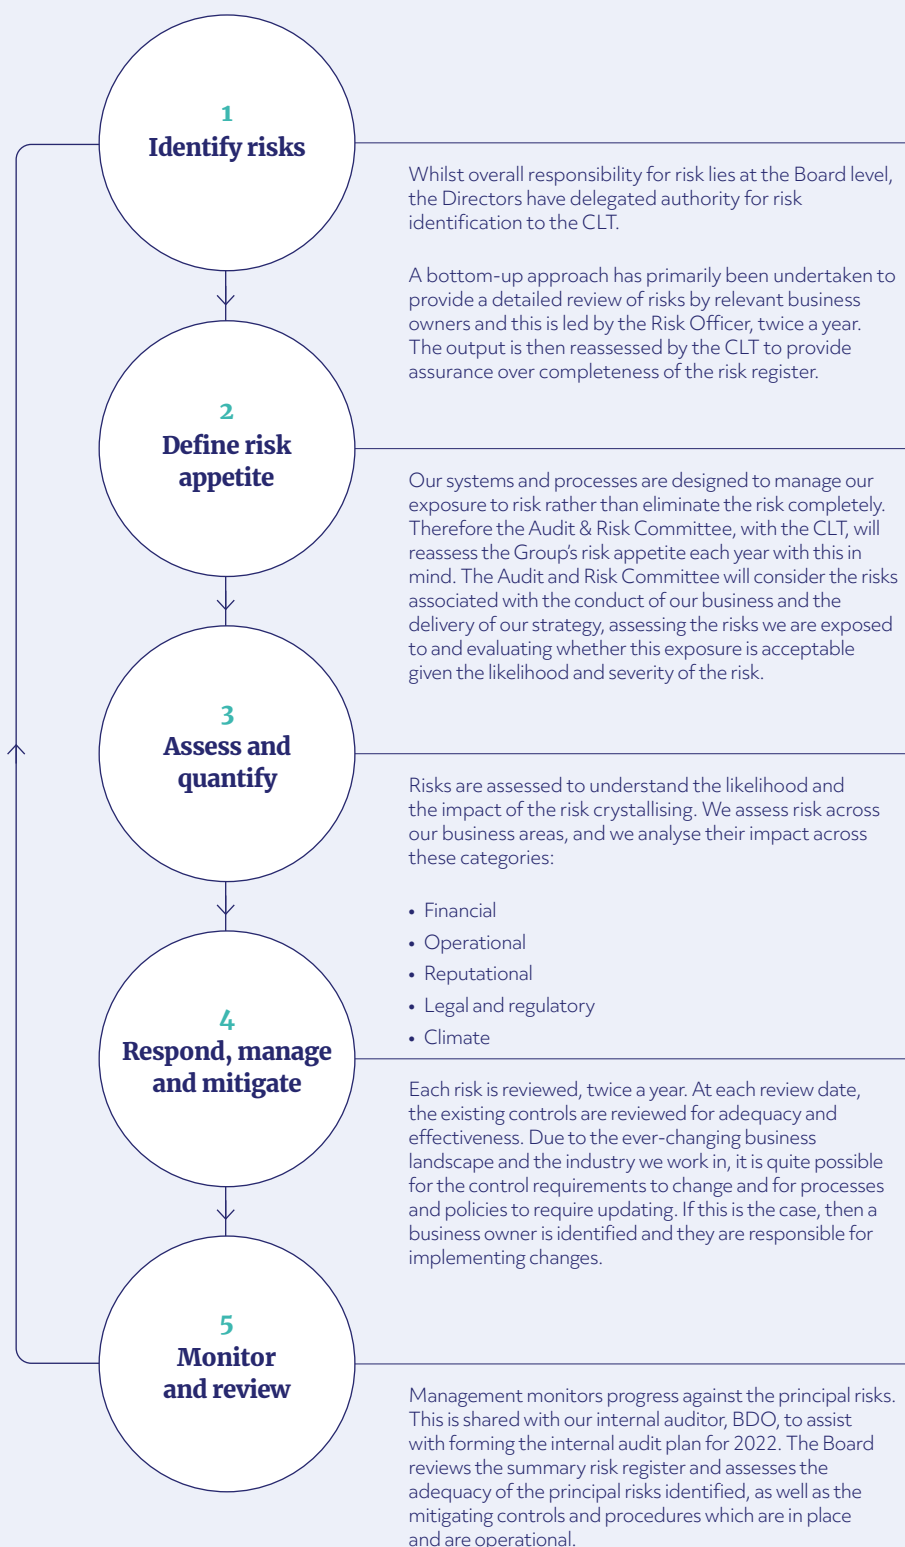 1
Identify risks
Whilst overall responsibility for risk lies at the Board level,
the Directors have delegated authority for risk
identification to the CLT.
A bottom-up approach has primarily been undertaken to
provide a detailed review of risks by relevant business
owners and this is led by the Risk Officer, twice a year.
The output is then reassessed by the CLT to provide
assurance over completeness of the risk register.
2
Define risk
appetite
Our systems and processes are designed to manage our
exposure to risk rather than eliminate the risk completely.
Therefore the Audit & Risk Committee, with the CLT, will
reassess the Group's risk appetite each year with this in
mind. The Audit and Risk Committee will consider the risks
associated with the conduct of our business and the
delivery of our strategy, assessing the risks we are exposed
to and evaluating whether this exposure is acceptable
given the likelihood and severity of the risk.
3
Assess and
quantify
Risks are assessed to understand the likelihood and
the impact of the risk crystallising. We assess risk across
our business areas, and we analyse their impact across
these categories:
• Financial
• Operational
• Reputational
• Legal and regulatory
• Climate
4
Respond, manage
and mitigate
Each risk is reviewed, twice a year. At each review date,
the existing controls are reviewed for adequacy and
effectiveness. Due to the ever-changing business
landscape and the industry we work in, it is quite possible
for the control requirements to change and for processes
and policies to require updating. If this is the case, then a
business owner is identified and they are responsible for
implementing changes.
5
Monitor
and review
Management monitors progress against the principal risks.
This is shared with our internal auditor, BDO, to assist
with forming the internal audit plan for 2022. The Board
reviews the summary risk register and assesses the
adequacy of the principal risks identified, as well as the
mitigating controls and procedures which are in place
and are operational.